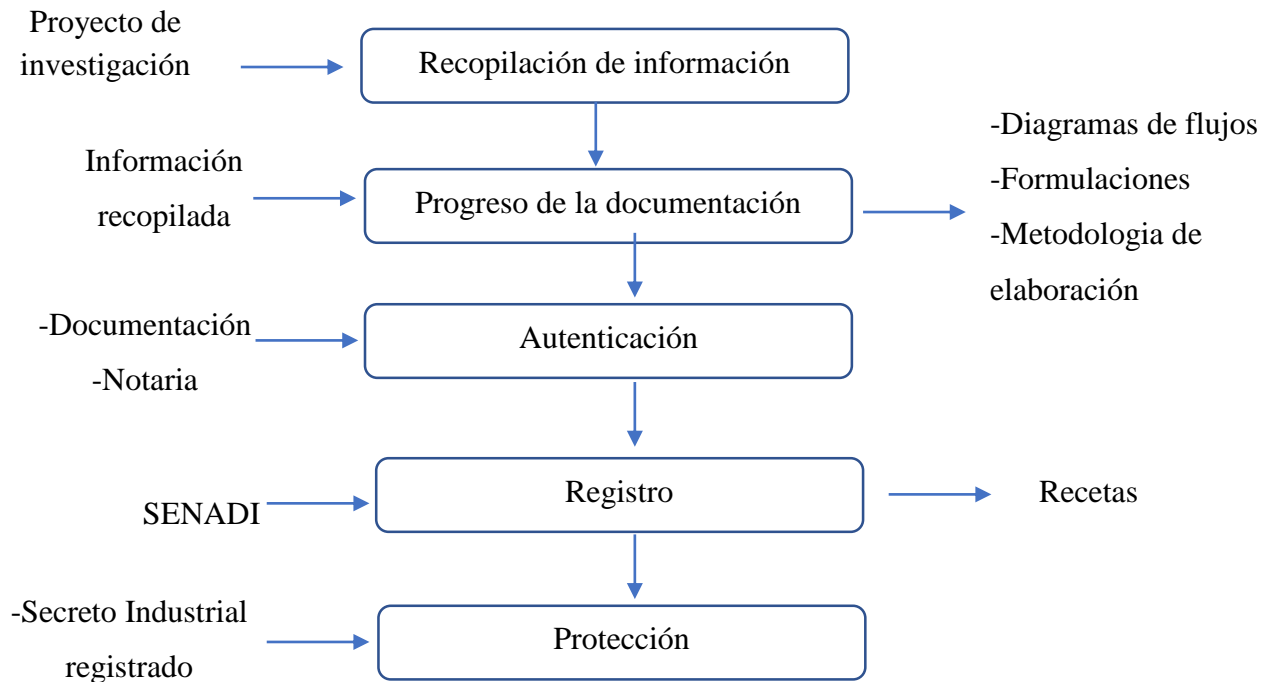 Proyecto de
investigación
Recopilación de información
Información
recopilada
Progreso de la documentación
-Diagramas de flujos
-Formulaciones
-Metodologia de
elaboración
-Documentación
-Notaria
Autenticación
SENADI
Registro
Recetas
-Secreto Industrial
registrado
Protección